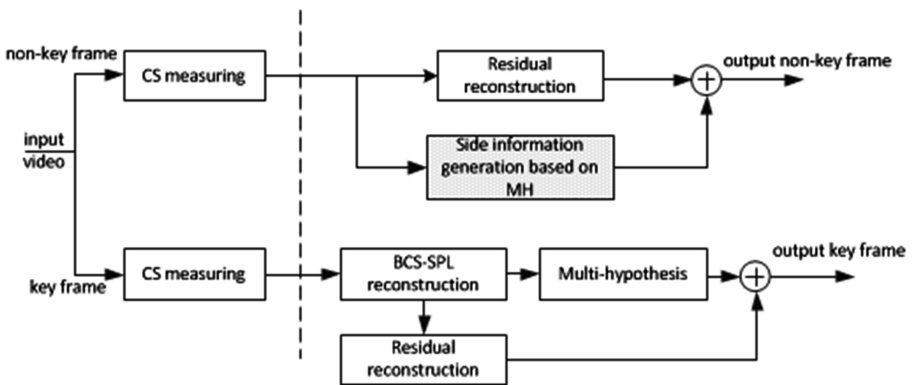 non-key frame
CS measuring
Residual
reconstruction
output non-key frame
input
video
Side information
generation based on
MH
key frame
CS measuring
BCS-SPL
reconstruction
Multi-hypothesis
output key frame
Residual
reconstruction